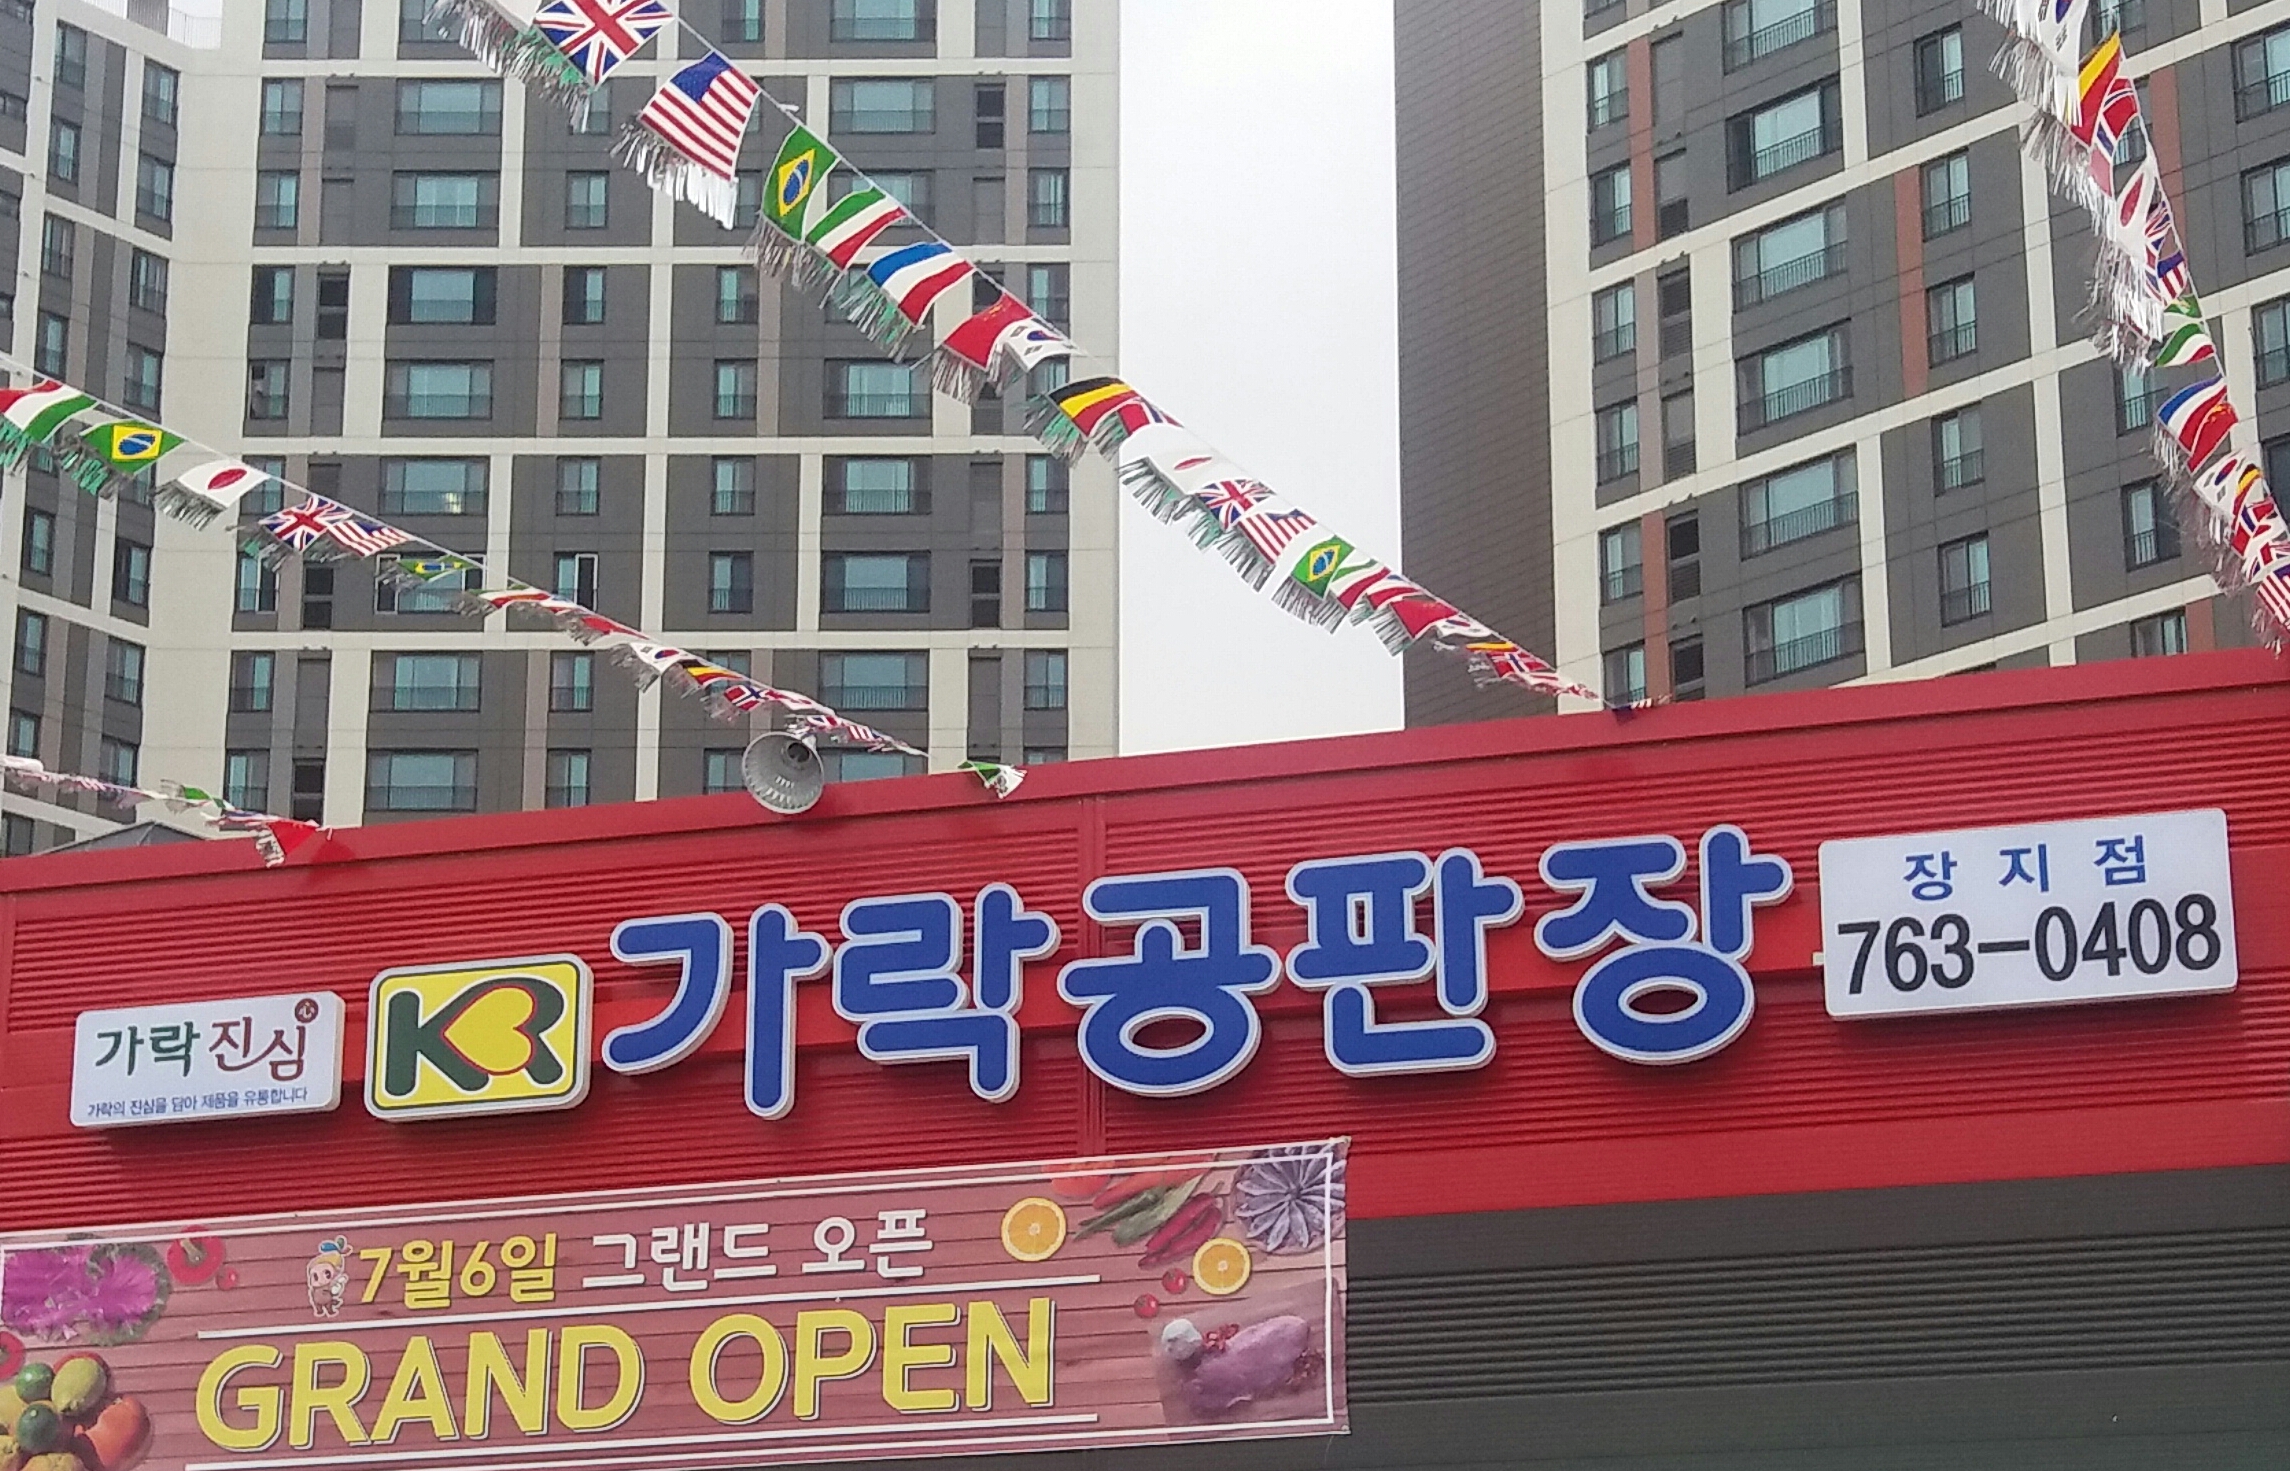 가락진심 心
가락의 진심을 담아 제품을 유통합니다
KR
가락공판장
장지점
763-0408
7월6일 그랜드 오픈
GRAND OPEN